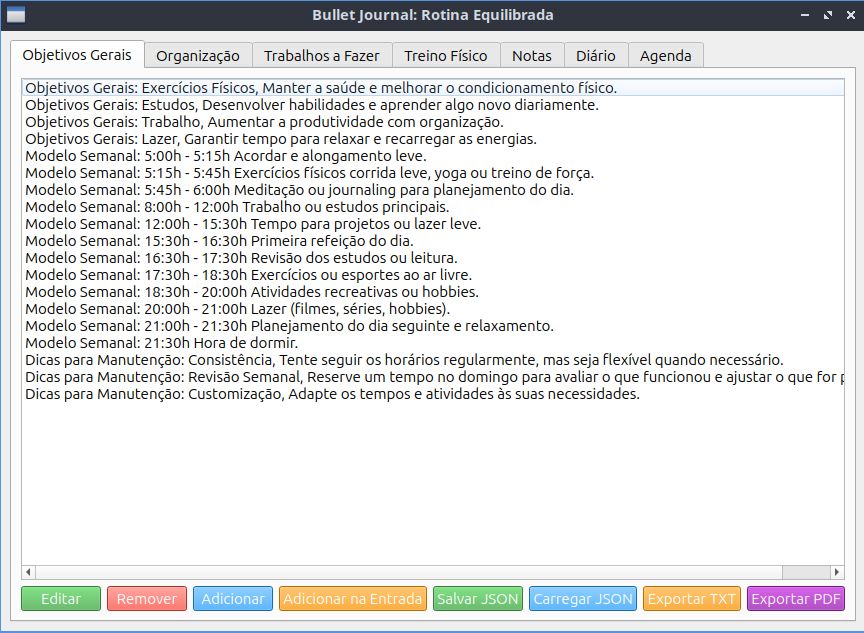 Bullet Journal: Rotina Equilibrada
Objetivos Gerais Organização Trabalhos a Fazer Treino Físico Notas Diário Agenda
Objetivos Gerais: Exercícios Físicos, Manter a saúde e melhorar o condicionamento físico.
Objetivos Gerais: Estudos, Desenvolver habilidades e aprender algo novo diariamente.
Objetivos Gerais: Trabalho, Aumentar a produtividade com organização.
Objetivos Gerais: Lazer, Garantir tempo para relaxar e recarregar as energias.
Modelo Semanal: 5:00h - 5:15h Acordar e alongamento leve.
Modelo Semanal: 5:15h - 5:45h Exercícios físicos corrida leve, yoga ou treino de força.
Modelo Semanal: 5:45h - 6:00h Meditação ou journaling para planejamento do dia.
Modelo Semanal: 8:00h - 12:00h Trabalho ou estudos principais.
Modelo Semanal: 12:00h - 15:30h Tempo para projetos ou lazer leve.
Modelo Semanal: 15:30h - 16:30h Primeira refeição do dia.
Modelo Semanal: 16:30h - 17:30h Revisão dos estudos ou leitura.
Modelo Semanal: 17:30h - 18:30h Exercícios ou esportes ao ar livre.
Modelo Semanal: 18:30h - 20:00h Atividades recreativas ou hobbies.
Modelo Semanal: 20:00h - 21:00h Lazer (filmes, séries, hobbies).
Modelo Semanal: 21:00h - 21:30h Planejamento do dia seguinte e relaxamento.
Modelo Semanal: 21:30h Hora de dormir.
Dicas para Manutenção: Consistência, Tente seguir os horários regularmente, mas seja flexível quando necessário.
Dicas para Manutenção: Revisão Semanal, Reserve um tempo no domingo para avaliar o que funcionou e ajustar o que for
Dicas para Manutenção: Customização, Adapte os tempos e atividades às suas necessidades.
Editar Remover Adicionar Adicionar na Entrada Salvar JSON Carregar JSON Exportar TXT Exportar PDF